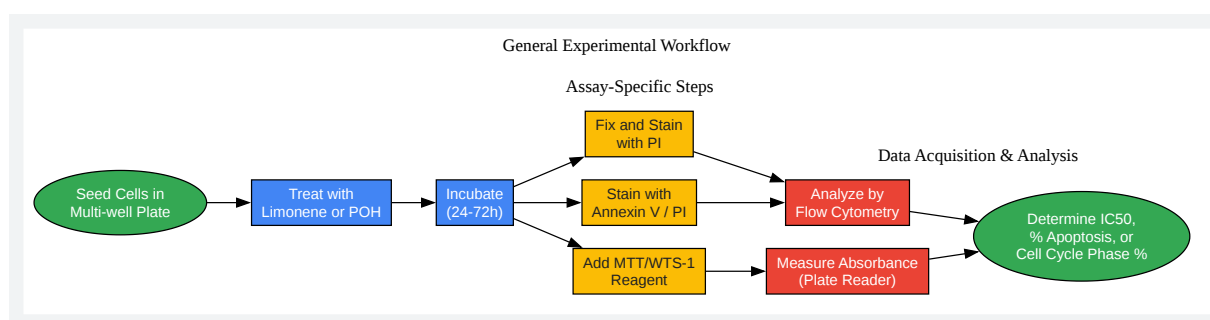 General Experimental Workflow
Assay-Specific Steps
Fix and Stain
with PI
Data Acquisition & Analysis
Seed Cells in
Multi-well Plate
Treat with
Limonene or POH
Incubate
(24-72h)
Stain with
Annexin V / PI
Analyze by
Flow Cytometry
Determine IC50,
% Apoptosis, or
Cell Cycle Phase %
Add MTT/WTS-1
Reagent
Measure Absorbance
(Plate Reader)